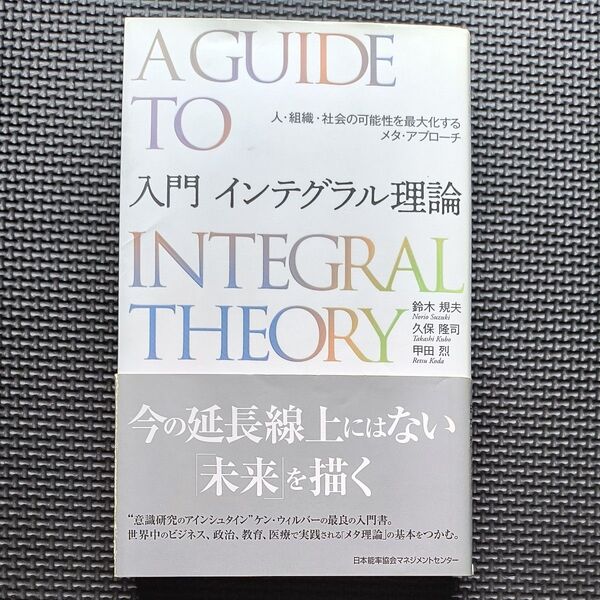 A GUIDE
TO
人・組織・社会の可能性を最大化する
メタ・アプローチ
入門 インテグラル理論
INTEGRAL
THEORY
鈴木 規夫
Norio Suzuki
久保 隆司
Takashi Kubo
甲田 烈
Retsu Koda
今の延長線上にはない
「未来」を描く
“意識研究のアインシュタイン”ケン・ウィルバーの最良の入門書。
世界中のビジネス、政治、教育、医療で実践される「メタ理論」の基本をつかむ。
日本能率協会マネジメントセンター